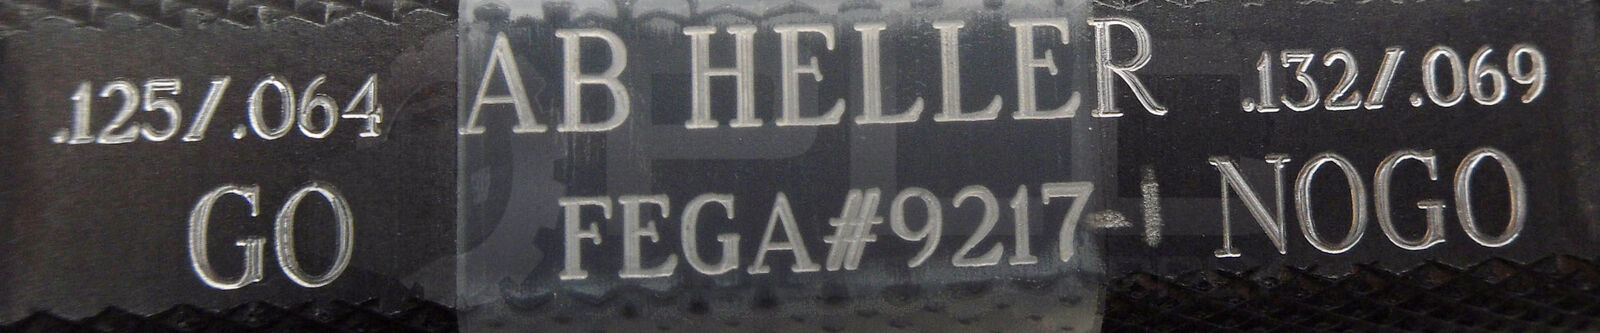 .125/.064 AB HELLER .132/.069
GO FEGA#9217-1 NOGO